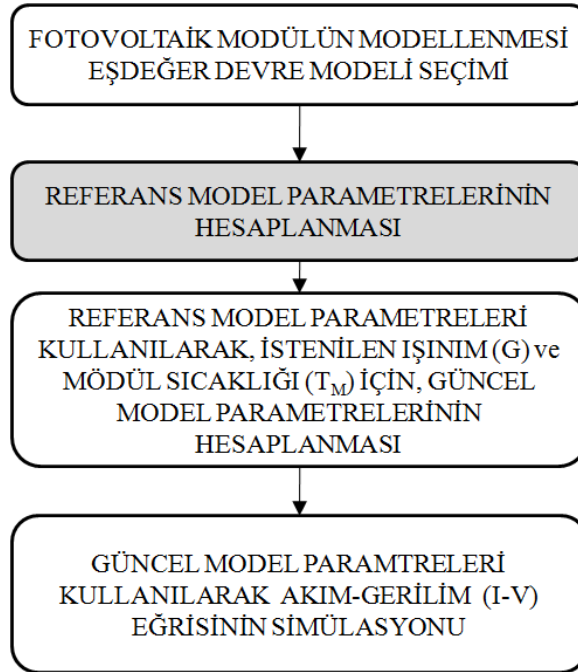 FOTOVOLTAİK MODÜLÜN MODELLENMESİ
EŞDEĞER DEVRE MODELİ SEÇİMİ
REFERANS MODEL PARAMETRELERİNİN
HESAPLANMASI
REFERANS MODEL PARAMETRELERİ
KULLANILARAK, İSTENİLEN IŞINIM (G) ve
MÖDÜL SICAKLIĞI (T_M) İÇİN, GÜNCEL
MODEL PARAMETRELERİNİN
HESAPLANMASI
GÜNCEL MODEL PARAMTRELERİ
KULLANILARAK AKIM-GERİLİM (I-V)
EĞRİSİNİN SİMÜLASYONU